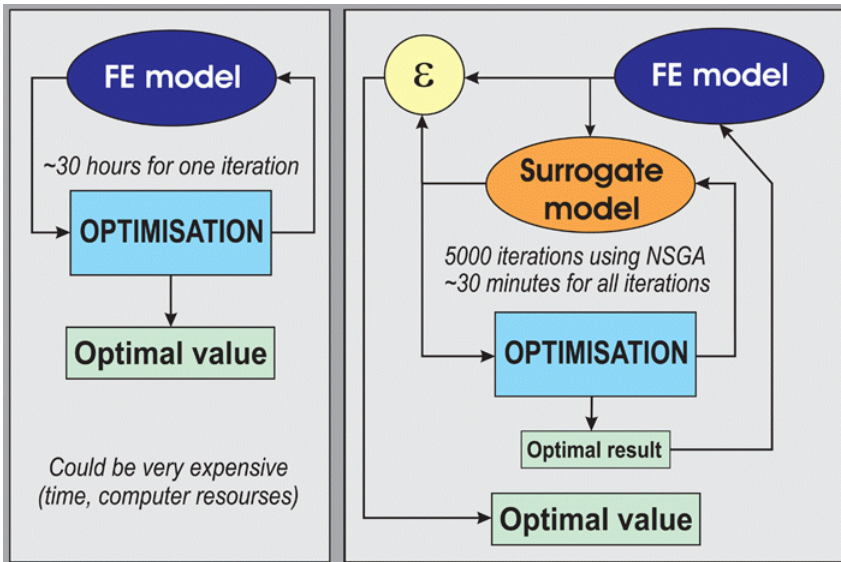 FE model
~30 hours for one iteration
OPTIMISATION
Optimal value
Could be very expensive
(time, computer resourses)
ε
FE model
Surrogate
model
5000 iterations using NSGA
~30 minutes for all iterations
OPTIMISATION
Optimal result
Optimal value